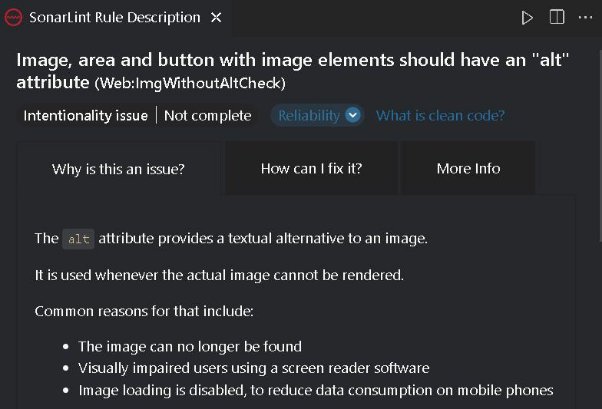 SonarLint Rule Description
Image, area and button with image elements should have an "alt"
attribute (Web:ImgWithoutAltCheck)
Intentionality issue | Not complete Reliability What is clean code?
Why is this an issue? How can I fix it? More Info
The alt attribute provides a textual alternative to an image.
It is used whenever the actual image cannot be rendered.
Common reasons for that include:
• The image can no longer be found
• Visually impaired users using a screen reader software
• Image loading is disabled, to reduce data consumption on mobile phones